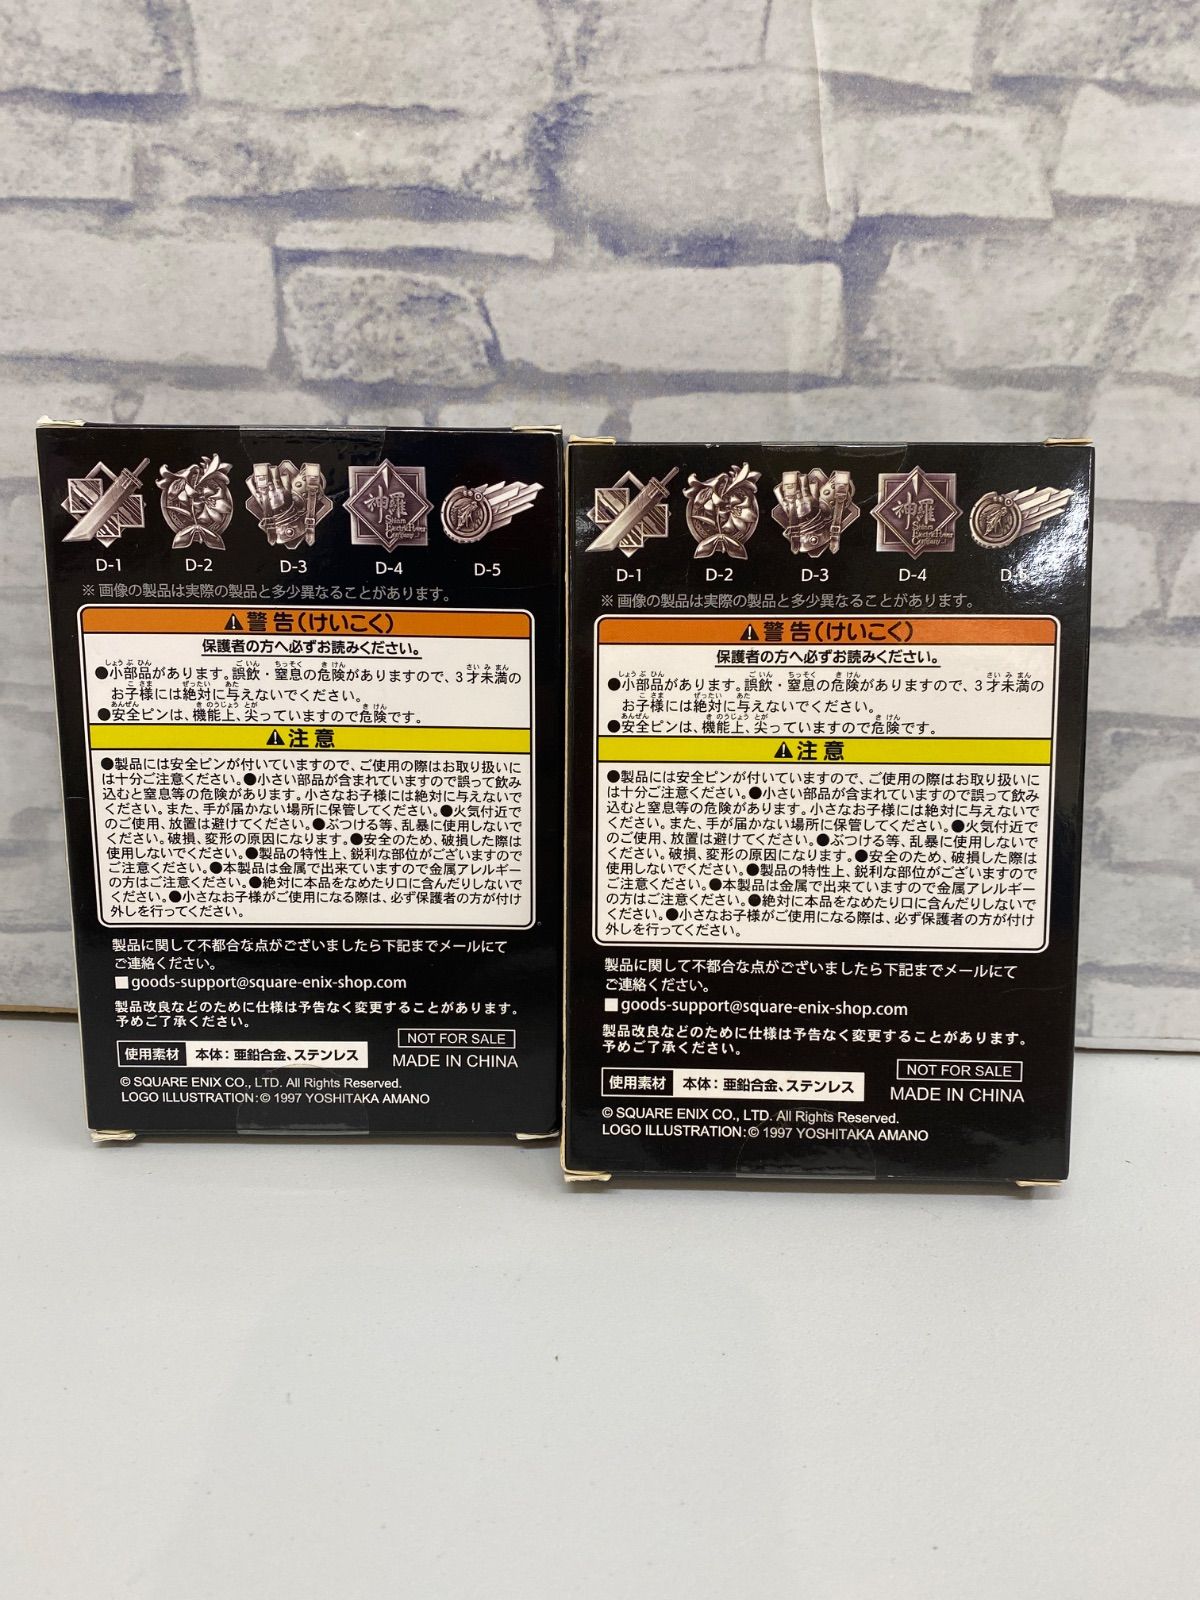 神羅
Shinra
Electric Power
Company
D-1 D-2 D-3 D-4 D-5
※ 画像の製品は実際の製品と多少異なることがあります。
⚠警告(けいこく)
保護者の方へ必ずお読みください。
●小部品があります。誤飲・窒息の危険がありますので、3才未満の
お子様には絶対に与えないでください。
●安全ピンは、機能上、尖っていますので危険です。
⚠注意
●製品には安全ピンが付いていますので、ご使用の際はお取り扱いに
は十分ご注意ください。●小さい部品が含まれていますので誤って飲み
込むと窒息等の危険があります。小さなお子様には絶対に与えないで
ください。また、手が届かない場所に保管してください。●火気付近で
のご使用、放置は避けてください。●ぶつける等、乱暴に使用しないで
ください。破損、変形の原因になります。●安全のため、破損した際は
使用しないでください。●製品の特性上、鋭利な部位がございますので
ご注意ください。●本製品は金属で出来ていますので金属アレルギー
の方はご注意ください。●絶対に本品をなめたり口に含んだりしないで
ください。●小さなお子様がご使用になる際は、必ず保護者の方が付け
外しを行ってください。
製品に関して不都合な点がございましたら下記までメールにて
ご連絡ください。
■goods-support@square-enix-shop.com
製品改良などのために仕様は予告なく変更することがあります。
予めご了承ください。
NOT FOR SALE
使用素材 本体:亜鉛合金、ステンレス
MADE IN CHINA
© SQUARE ENIX CO., LTD. All Rights Reserved.
LOGO ILLUSTRATION:© 1997 YOSHITAKA AMANO
神羅
Shinra
Electric Power
Company
D-1 D-2 D-3 D-4
※ 画像の製品は実際の製品と多少異なることがあります。
⚠警告(けいこく)
保護者の方へ必ずお読みください。
●小部品があります。誤飲・窒息の危険がありますので、3才未満の
お子様には絶対に与えないでください。
●安全ピンは、機能上、尖っていますので危険です。
⚠注意
●製品には安全ピンが付いていますので、ご使用の際はお取り扱いに
は十分ご注意ください。●小さい部品が含まれていますので誤って飲み
込むと窒息等の危険があります。小さなお子様には絶対に与えないで
ください。また、手が届かない場所に保管してください。●火気付近で
のご使用、放置は避けてください。●ぶつける等、乱暴に使用しないで
ください。破損、変形の原因になります。●安全のため、破損した際は
使用しないでください。●製品の特性上、鋭利な部位がございますので
ご注意ください。●本製品は金属で出来ていますので金属アレルギー
の方はご注意ください。●絶対に本品をなめたり口に含んだりしないで
ください。●小さなお子様がご使用になる際は、必ず保護者の方が付け
外しを行ってください。
製品に関して不都合な点がございましたら下記までメールにて
ご連絡ください。
■goods-support@square-enix-shop.com
製品改良などのために仕様は予告なく変更することがあります。
予めご了承ください。
NOT FOR SALE
使用素材 本体:亜鉛合金、ステンレス
MADE IN CHINA
© SQUARE ENIX CO., LTD. All Rights Reserved.
LOGO ILLUSTRATION:© 1997 YOSHITAKA AMANO